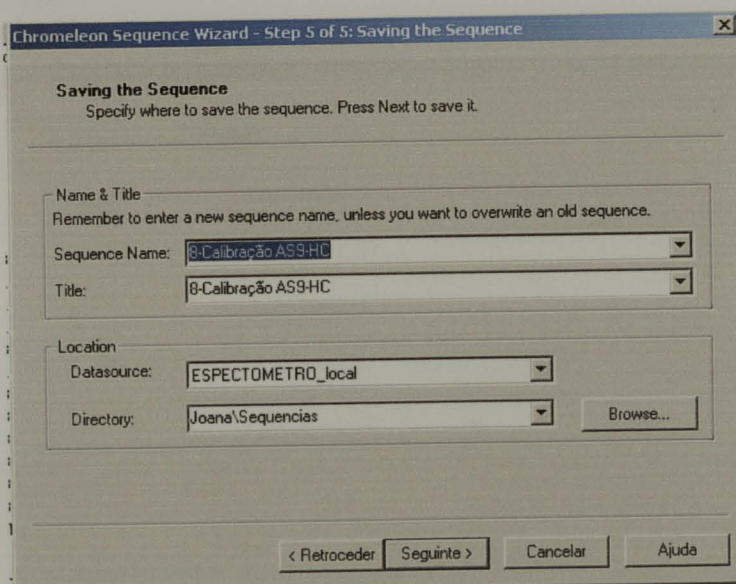 Chromeleon Sequence Wizard - Step 5 of 5: Saving the Sequence
Saving the Sequence
Specify where to save the sequence. Press Next to save it.
Name & Title
Remember to enter a new sequence name, unless you want to overwrite an old sequence.
Sequence Name: 8-Calibração AS9-HC
Title: 8-Calibração AS9-HC
Location
Datasource: ESPECTOMETRO_local
Directory: Joana\Sequencias Browse...
< Retroceder Seguinte > Cancelar Ajuda